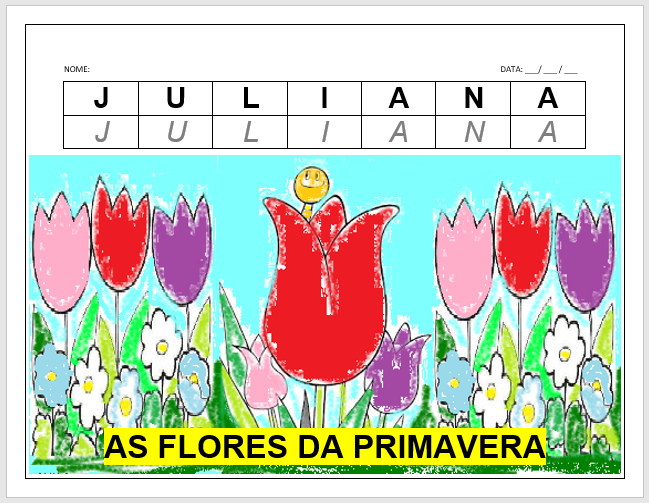 NOME: DATA: ___/ ___ / ___
J U L I A N A
J U L I A N A
AS FLORES DA PRIMAVERA